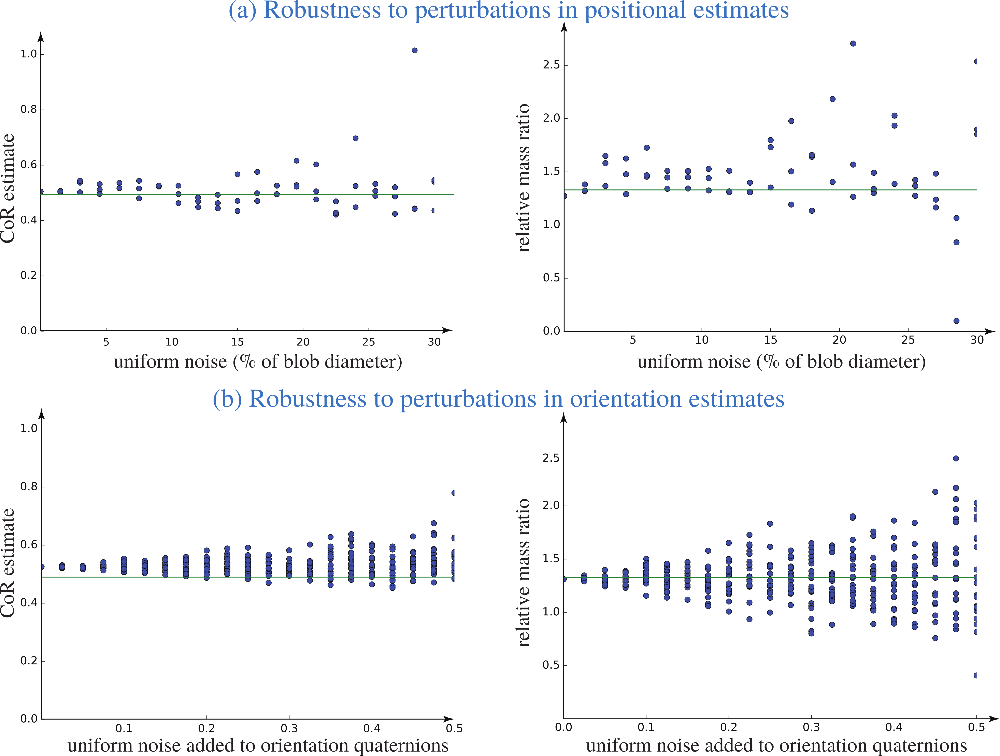 (a) Robustness to perturbations in positional estimates
CoR estimate
1.0
0.8
0.6
0.4
0.2
0.0
5 10 15 20 25 30
uniform noise (% of blob diameter)
relative mass ratio
2.5
2.0
1.5
1.0
0.5
0.0
5 10 15 20 25 30
uniform noise (% of blob diameter)
(b) Robustness to perturbations in orientation estimates
CoR estimate
1.0
0.8
0.6
0.4
0.2
0.0
0.1 0.2 0.3 0.4 0.5
uniform noise added to orientation quaternions
relative mass ratio
2.5
2.0
1.5
1.0
0.5
0.0 0.1 0.2 0.3 0.4 0.5
uniform noise added to orientation quaternions